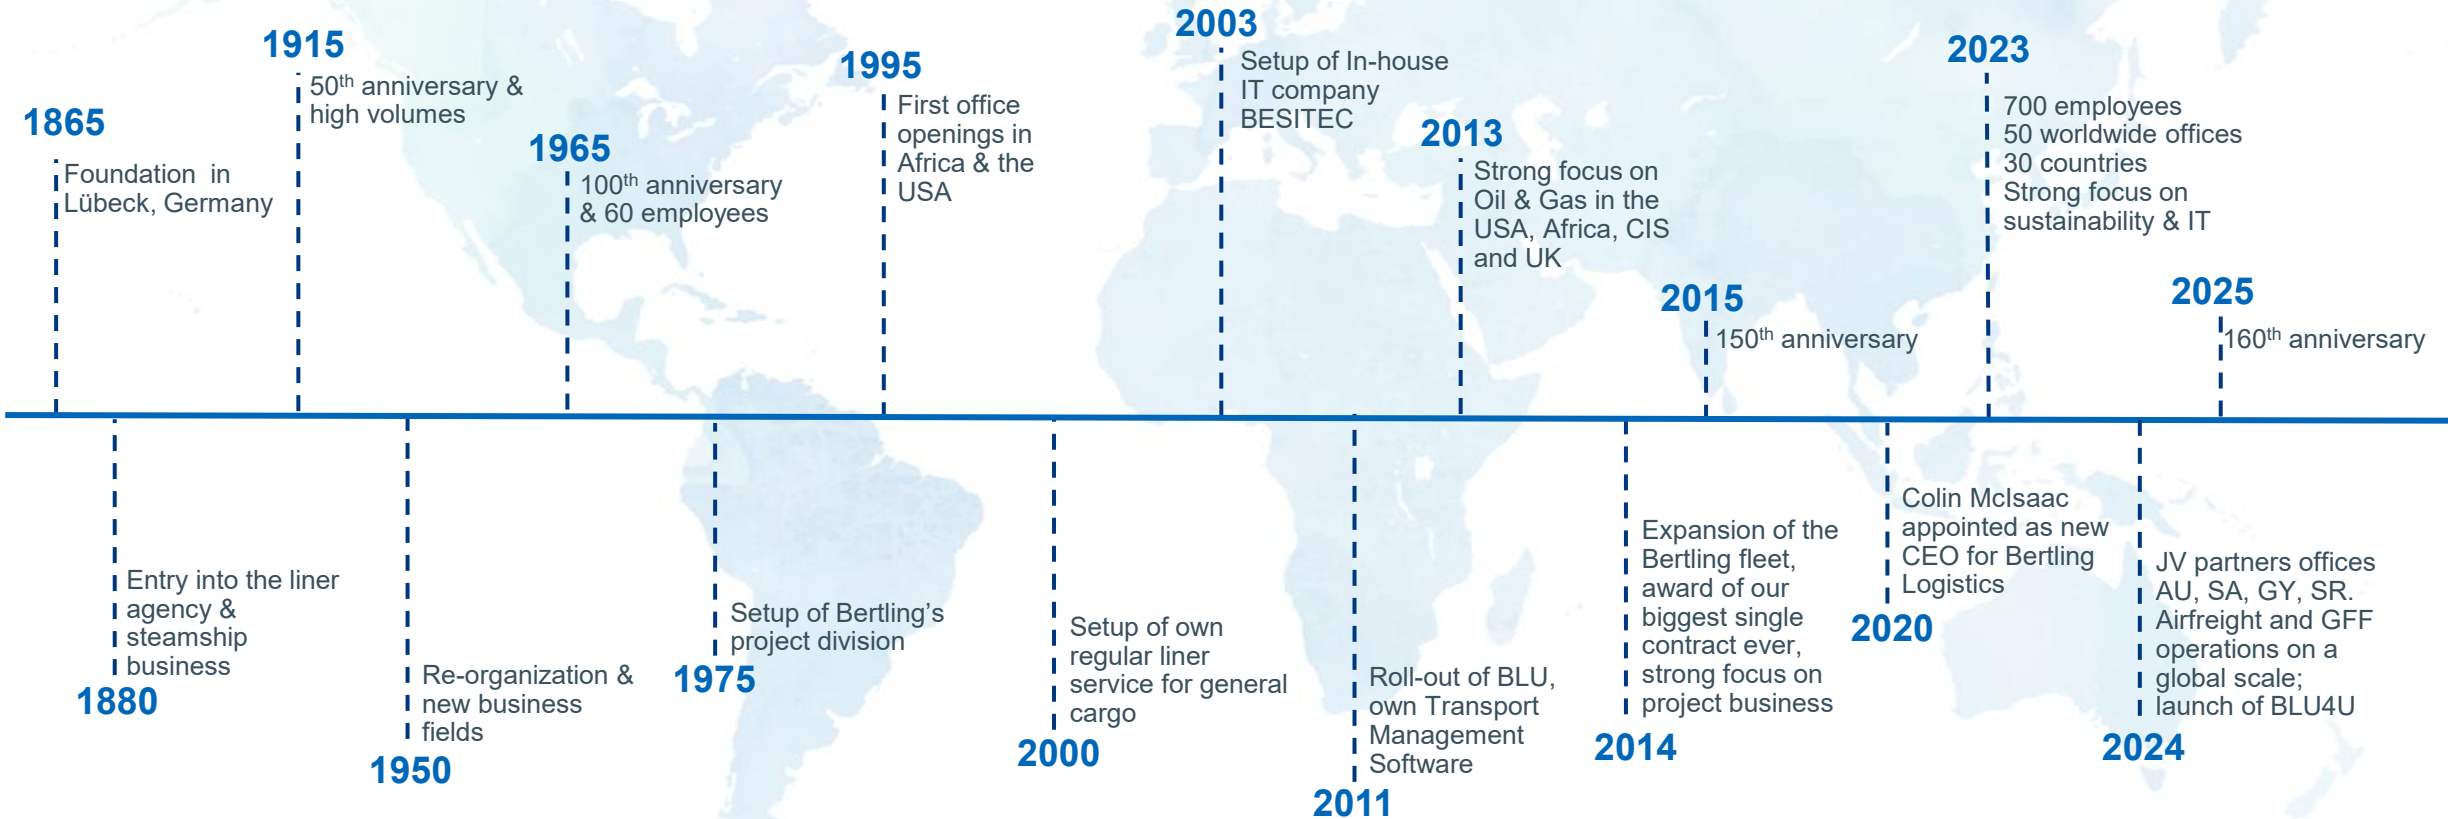 1865
Foundation in
Lübeck, Germany
1880
Entry into the liner
agency &
steamship
business
1915
50th anniversary &
high volumes
1950
Re-organization &
new business
fields
1965
100th anniversary
& 60 employees
1975
Setup of Bertling’s
project division
1995
First office
openings in
Africa & the
USA
2000
Setup of own
regular liner
service for general
cargo
2003
Setup of In-house
IT company
BESITEC
2011
Roll-out of BLU,
own Transport
Management
Software
2013
Strong focus on
Oil & Gas in the
USA, Africa, CIS
and UK
2014
Expansion of the
Bertling fleet,
award of our
biggest single
contract ever,
strong focus on
project business
2015
150th anniversary
2020
Colin McIsaac
appointed as new
CEO for Bertling
Logistics
2023
700 employees
50 worldwide offices
30 countries
Strong focus on
sustainability & IT
2024
JV partners offices
AU, SA, GY, SR.
Airfreight and GFF
operations on a
global scale;
launch of BLU4U
2025
160th anniversary